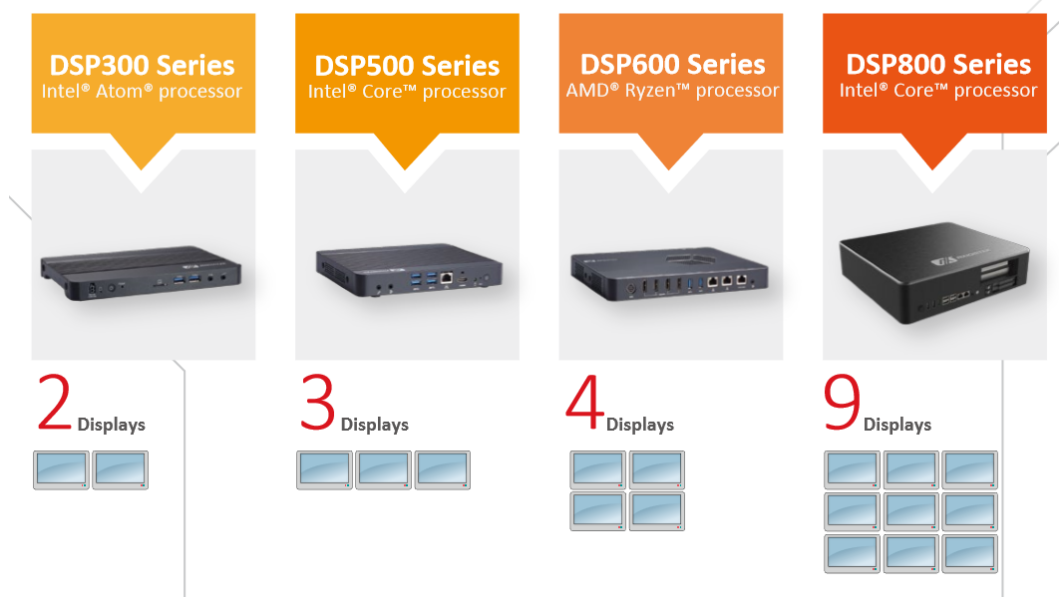 DSP300 Series
Intel® Atom® processor
DSP500 Series
Intel® Core™ processor
DSP600 Series
AMD® Ryzen™ processor
DSP800 Series
Intel® Core™ processor
2 Displays
3 Displays
4 Displays
9 Displays